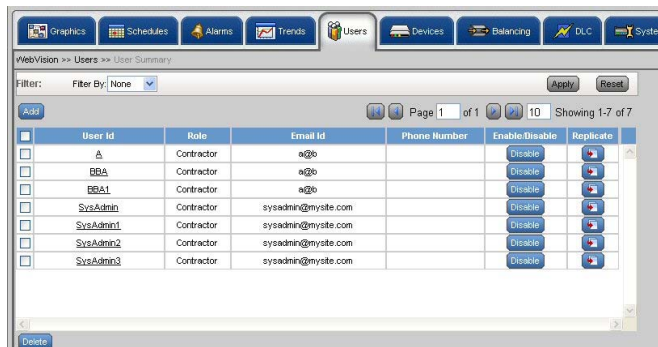 Graphics Schedules Alarms Trends Users Devices Balancing DLC Syste
WebVision >> Users >> User Summary
Filter: Filter By: None Apply Reset
Add Page 1 of 1 10 Showing 1-7 of 7
User Id Role Email Id Phone Number Enable/Disable Replicate
A Contractor a@b Disable
BBA Contractor a@b Disable
BBA1 Contractor a@b Disable
SysAdmin Contractor sysadmin@mysite.com Disable
SysAdmin1 Contractor sysadmin@mysite.com Disable
SysAdmin2 Contractor sysadmin@mysite.com Disable
SysAdmin3 Contractor sysadmin@mysite.com Disable
Delete